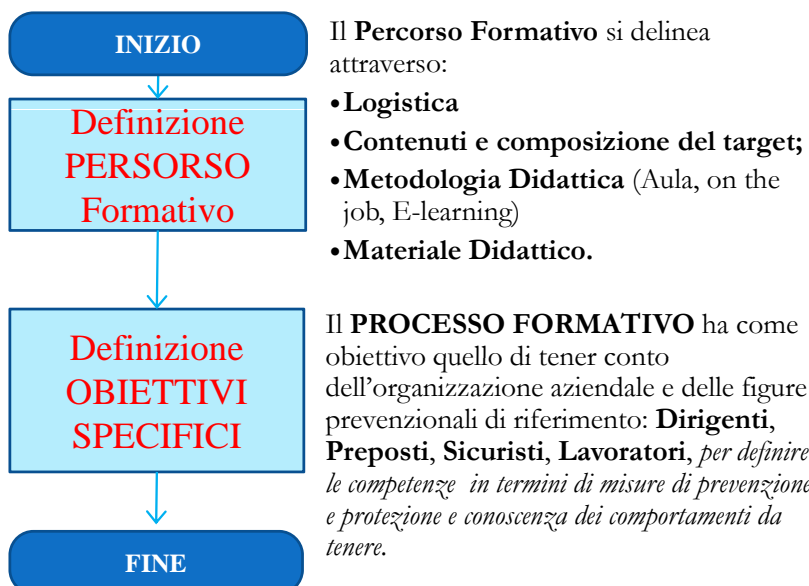 INIZIO
Definizione
PERSORSO
Formativo
Il Percorso Formativo si delinea
attraverso:
•Logistica
•Contenuti e composizione del target;
•Metodologia Didattica (Aula, on the
job, E-learning)
•Materiale Didattico.
Definizione
OBIETTIVI
SPECIFICI
Il PROCESSO FORMATIVO ha come
obiettivo quello di tener conto
dell’organizzazione aziendale e delle figure
prevenzionali di riferimento: Dirigenti,
Preposti, Sicuristi, Lavoratori, per definire
le competenze in termini di misure di prevenzione
e protezione e conoscenza dei comportamenti da
tenere.
FINE